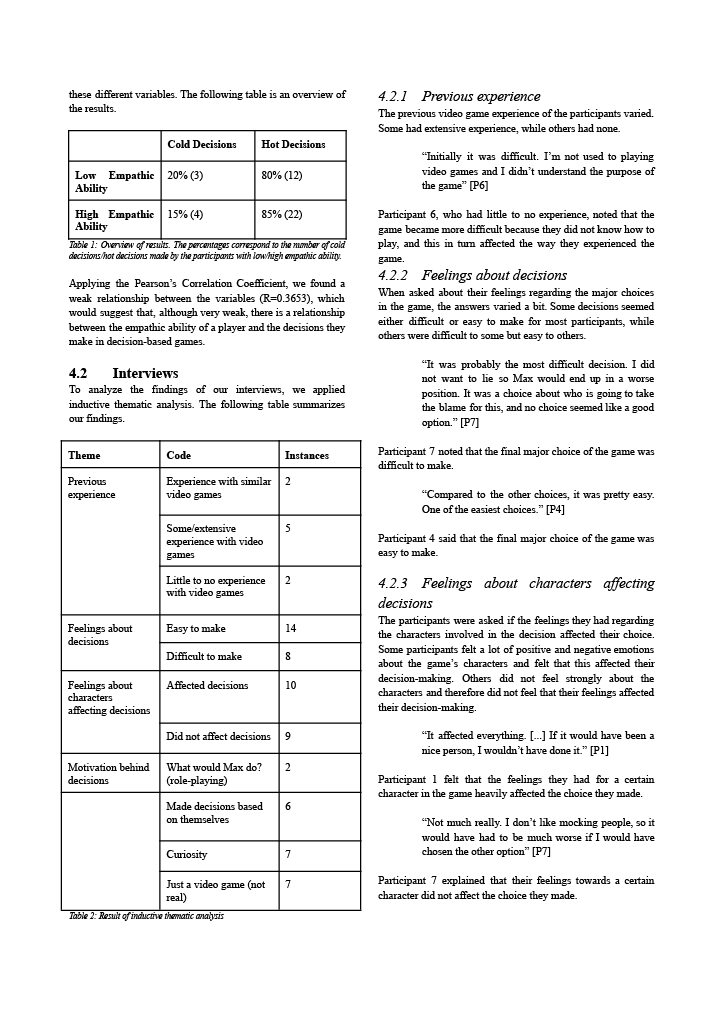 these different variables. The following table is an overview of
the results.
Cold Decisions Hot Decisions
Low Empathic 20% (3) 80% (12)
Ability
High Empathic 15% (4) 85% (22)
Ability
Table 1: Overview of results. The percentages correspond to the number of cold
decisions/hot decisions made by the participants with low/high empathic ability.
Applying the Pearson's Correlation Coefficient, we found a
weak relationship between the variables (R=0.3653), which
would suggest that, although very weak, there is a relationship
between the empathic ability of a player and the decisions they
make in decision-based games.
4.2 Interviews
To analyze the findings of our interviews, we applied
inductive thematic analysis. The following table summarizes
our findings.
Theme Code Instances
Previous Experience with similar 2
experience video games
Some/extensive 5
experience with video
games
Little to no experience 2
with video games
Feelings about Easy to make 14
decisions
Difficult to make 8
Feelings about Affected decisions 10
characters
affecting decisions
Did not affect decisions 9
Motivation behind What would Max do? 2
decisions (role-playing)
Made decisions based 6
on themselves
Curiosity 7
Just a video game (not 7
real)
Table 2: Result of inductive thematic analysis
4.2.1 Previous experience
The previous video game experience of the participants varied.
Some had extensive experience, while others had none.
“Initially it was difficult. I’m not used to playing
video games and I didn’t understand the purpose of
the game” [P6]
Participant 6, who had little to no experience, noted that the
game became more difficult because they did not know how to
play, and this in turn affected the way they experienced the
game.
4.2.2 Feelings about decisions
When asked about their feelings regarding the major choices
in the game, the answers varied a bit. Some decisions seemed
either difficult or easy to make for most participants, while
others were difficult to some but easy to others.
“It was probably the most difficult decision. I did
not want to lie so Max would end up in a worse
position. It was a choice about who is going to take
the blame for this, and no choice seemed like a good
option.” [P7]
Participant 7 noted that the final major choice of the game was
difficult to make.
“Compared to the other choices, it was pretty easy.
One of the easiest choices.” [P4]
Participant 4 said that the final major choice of the game was
easy to make.
4.2.3 Feelings about characters affecting
decisions
The participants were asked if the feelings they had regarding
the characters involved in the decision affected their choice.
Some participants felt a lot of positive and negative emotions
about the game’s characters and felt that this affected their
decision-making. Others did not feel strongly about the
characters and therefore did not feel that their feelings affected
their decision-making.
“It affected everything. [...] If it would have been a
nice person, I wouldn’t have done it.” [P1]
Participant 1 felt that the feelings they had for a certain
character in the game heavily affected the choice they made.
“Not much really. I don’t like mocking people, so it
would have had to be much worse if I would have
chosen the other option” [P7]
Participant 7 explained that their feelings towards a certain
character did not affect the choice they made.